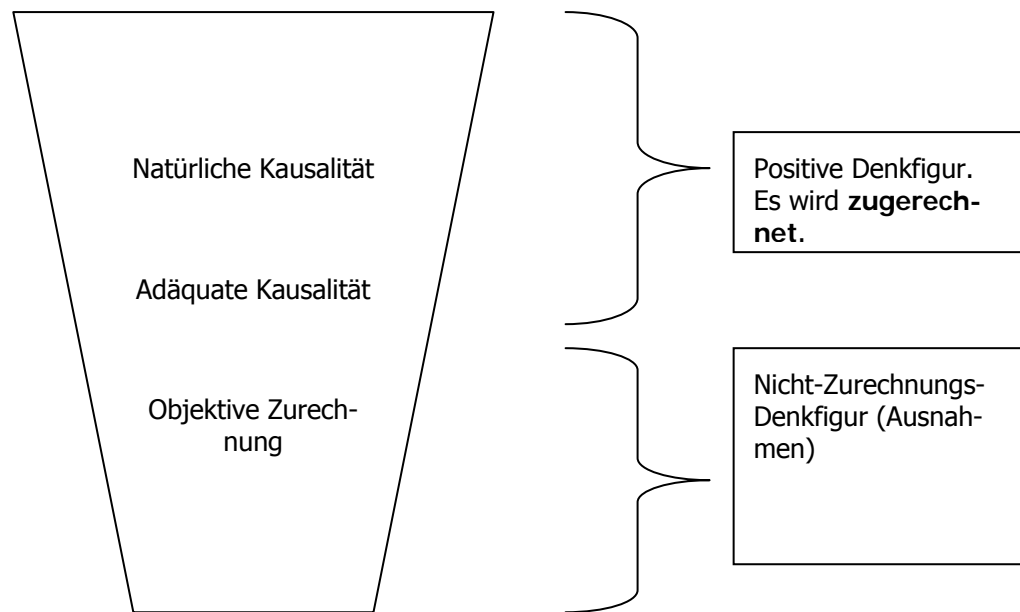 Natürliche Kausalität
Positive Denkfigur.
Es wird zugerech-
net.
Adäquate Kausalität
Objektive Zurech-
nung
Nicht-Zurechnungs-
Denkfigur (Ausnah-
men)